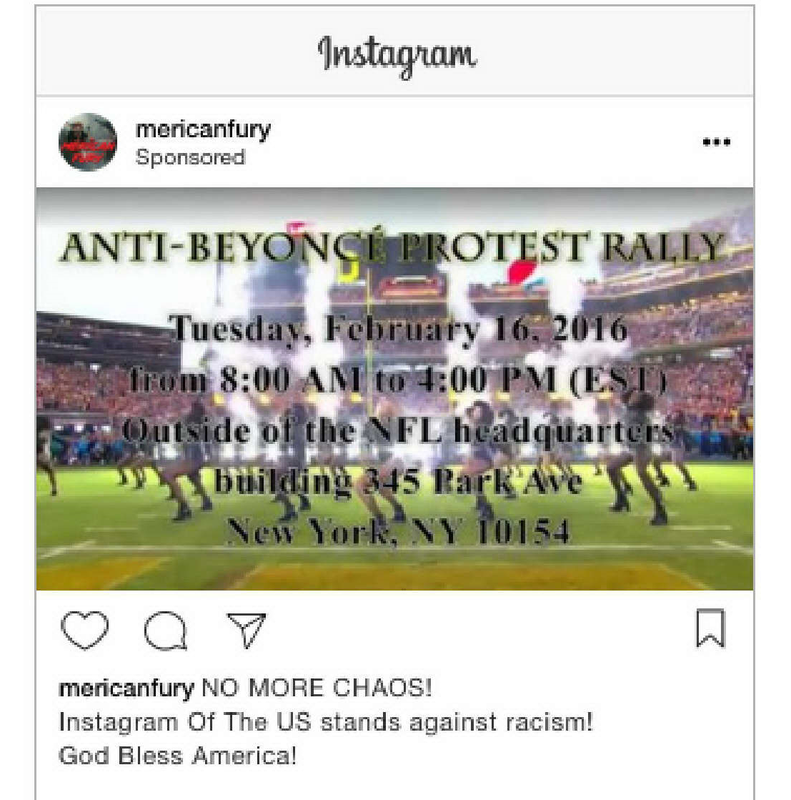 Instagram
mericanfury
Sponsored
ANTI-BEYONCÉ PROTEST RALLY
Tuesday, February 16, 2016
from 8:00 AM to 4:00 PM (EST)
Outside of the NFL headquarters
building 345 Park Ave
New York, NY 10154
mericanfury NO MORE CHAOS!
Instagram Of The US stands against racism!
God Bless America!